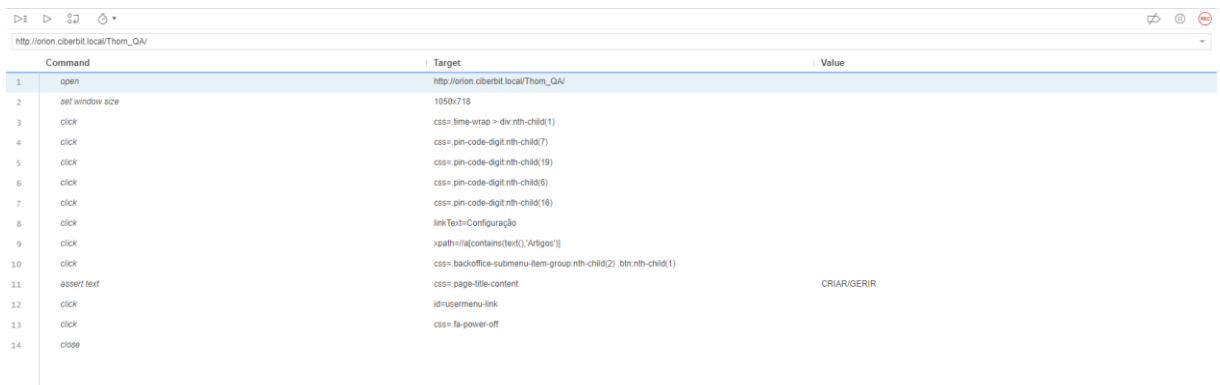 REC
http://orion.ciberbit.local/Thom_QA/
Command Target Value
1 open http://orion.ciberbit.local/Thom_QA/
2 set window size 1050x718
3 click css=.time-wrap > div:nth-child(1)
4 click css=.pin-code-digit:nth-child(7)
5 click css=.pin-code-digit:nth-child(19)
6 click css=.pin-code-digit:nth-child(6)
7 click css=.pin-code-digit:nth-child(16)
8 click linkText=Configuração
9 click xpath=//a[contains(text(),'Artigos')]
10 click css=.backoffice-submenu-item-group:nth-child(2) .btn:nth-child(1)
11 assert text css=.page-title-content CRIAR/GERIR
12 click id=usermenu-link
13 click css=.fa-power-off
14 close